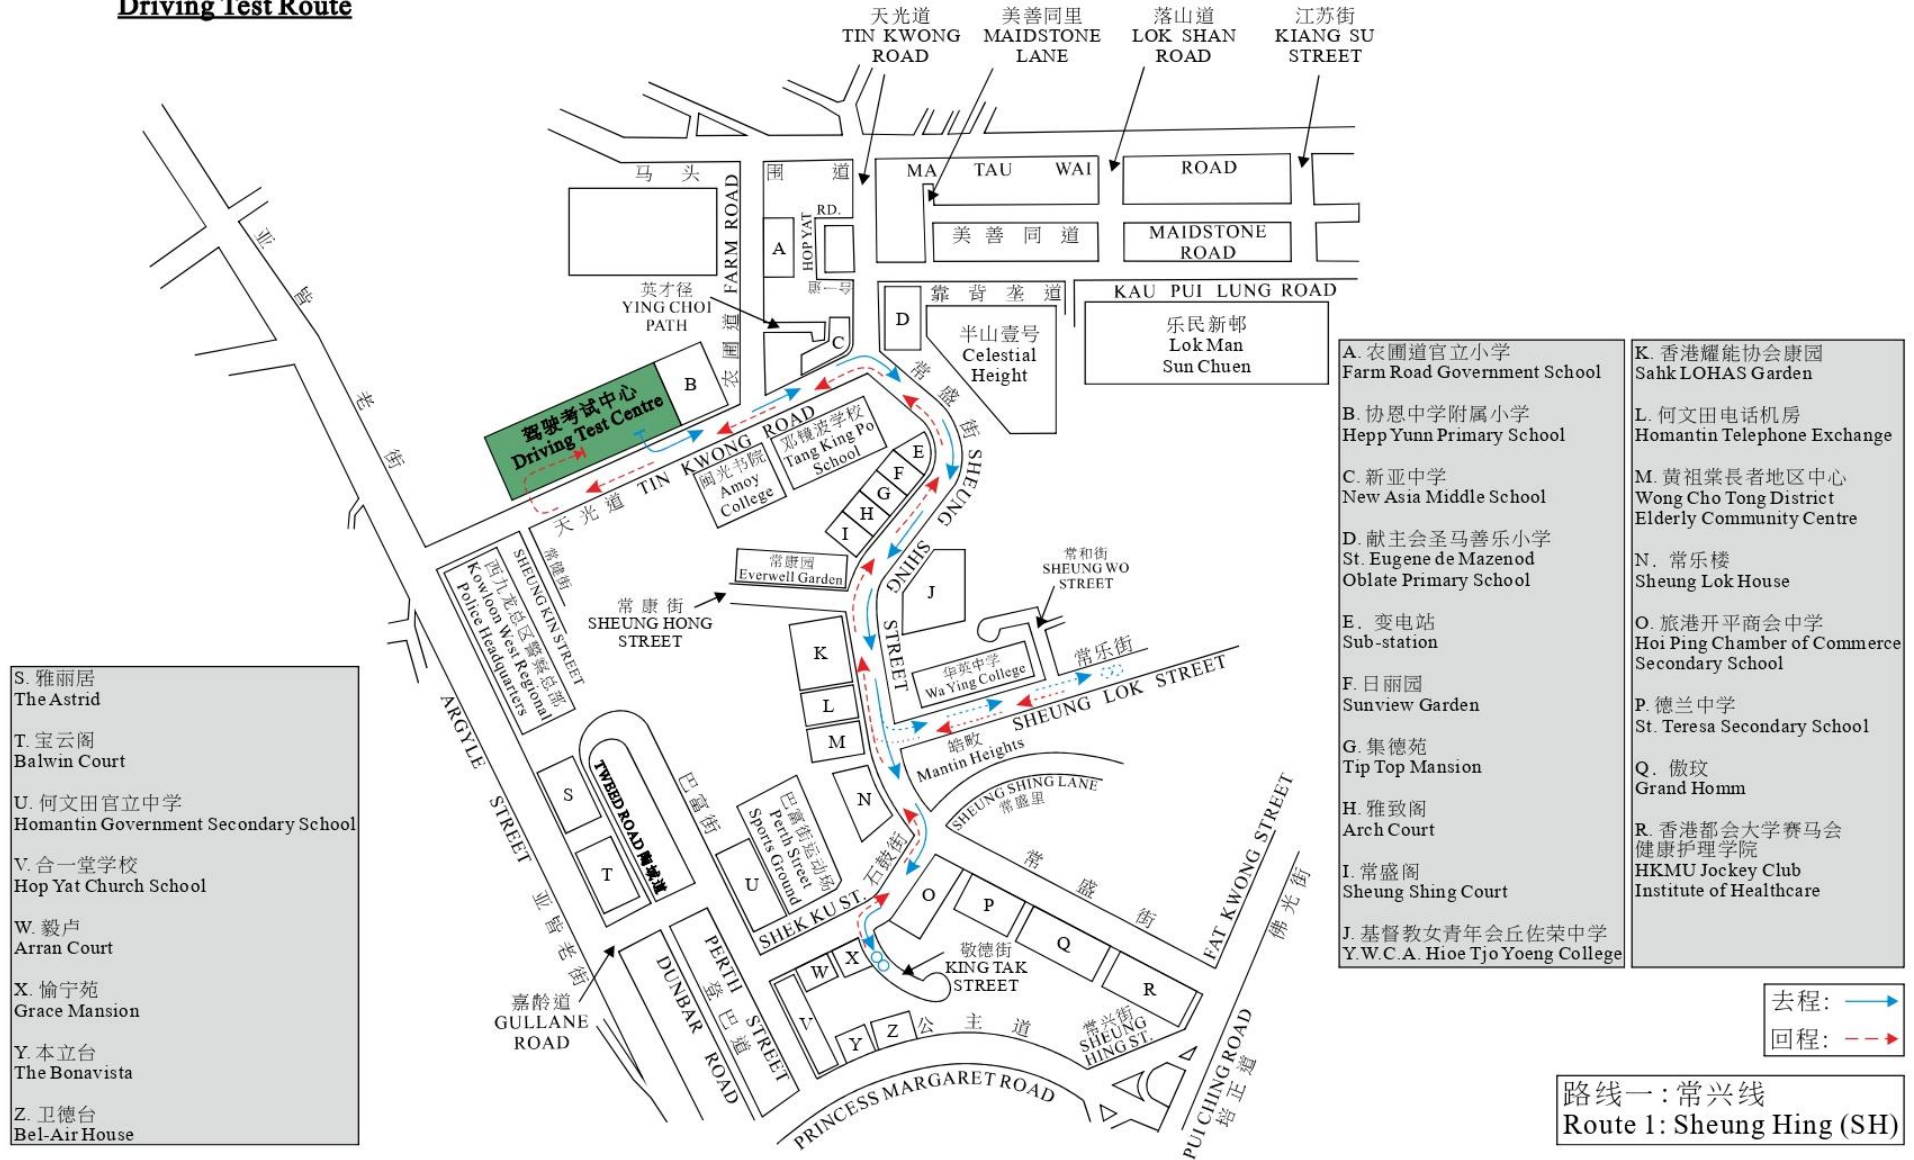 Driving Test Route
天光道
TIN KWONG
ROAD
美善同里
MAIDSTONE
LANE
落山道
LOK SHAN
ROAD
江苏街
KIANG SU
STREET
马 头 围 道
MA TAU WAI ROAD
FARM ROAD
农圃道
A
HOP YAT
RD.
合一道
美 善 同 道
MAIDSTONE
ROAD
英才径
YING CHOI
PATH
靠 背 垄 道
KAU PUI LUNG ROAD
C
D
半山壹号
Celestial
Height
乐民新邨
Lok Man
Sun Chuen
B
驾驶考试中心
Driving Test Centre
天光道 TIN KWONG ROAD
邓镜波学校
Tang King Po
School
闽光书院
Amoy
College
常盛街
SHEUNG SHING STREET
E
F
G
H
I
亚皆老街
常康园
Everwell Garden
常 康 街
SHEUNG HONG
STREET
J
常和街
SHEUNG WO
STREET
华英中学
Wa Ying College
常乐街
SHEUNG LOK STREET
常健街
SHEUNG KIN STREET
西九龙总区警察总部
Kowloon West Regional
Police Headquarters
K
L
M
N
皓畋
Mantin Heights
SHEUNG SHING LANE
常盛里
ARGYLE STREET
亚皆老街
S
T
TWEED ROAD 陶城道
巴富街
巴富街运动场
Perth Street
Sports Ground
U
SHEK KU ST. 石鼓街
O
P
Q
R
常盛街
FAT KWONG STREET
佛光街
敬德街
KING TAK
STREET
X
W
V
Y
Z
PERTH STREET
登巴道
DUNBAR ROAD
嘉龄道
GULLANE
ROAD
公 主 道
PRINCESS MARGARET ROAD
常兴街
SHEUNG
HING ST.
PUI CHING ROAD
培正道
A. 农圃道官立小学
Farm Road Government School
B. 协恩中学附属小学
Hepp Yunn Primary School
C. 新亚中学
New Asia Middle School
D. 献主会圣马善乐小学
St. Eugene de Mazenod
Oblate Primary School
E. 变电站
Sub-station
F. 日丽园
Sunview Garden
G. 集德苑
Tip Top Mansion
H. 雅致阁
Arch Court
I. 常盛阁
Sheung Shing Court
J. 基督教女青年会丘佐荣中学
Y.W.C.A. Hioe Tjo Yoeng College
K. 香港耀能协会康园
Sahk LOHAS Garden
L. 何文田电话机房
Homantin Telephone Exchange
M. 黄祖棠長者地区中心
Wong Cho Tong District
Elderly Community Centre
N. 常乐楼
Sheung Lok House
O. 旅港开平商会中学
Hoi Ping Chamber of Commerce
Secondary School
P. 德兰中学
St. Teresa Secondary School
Q. 傲玟
Grand Homm
R. 香港都会大学赛马会
健康护理学院
HKMU Jockey Club
Institute of Healthcare
S. 雅丽居
The Astrid
T. 宝云阁
Balwin Court
U. 何文田官立中学
Homantin Government Secondary School
V. 合一堂学校
Hop Yat Church School
W. 毅卢
Arran Court
X. 愉宁苑
Grace Mansion
Y. 本立台
The Bonavista
Z. 卫德台
Bel-Air House
去程:
回程:
路线一:常兴线
Route 1: Sheung Hing (SH)